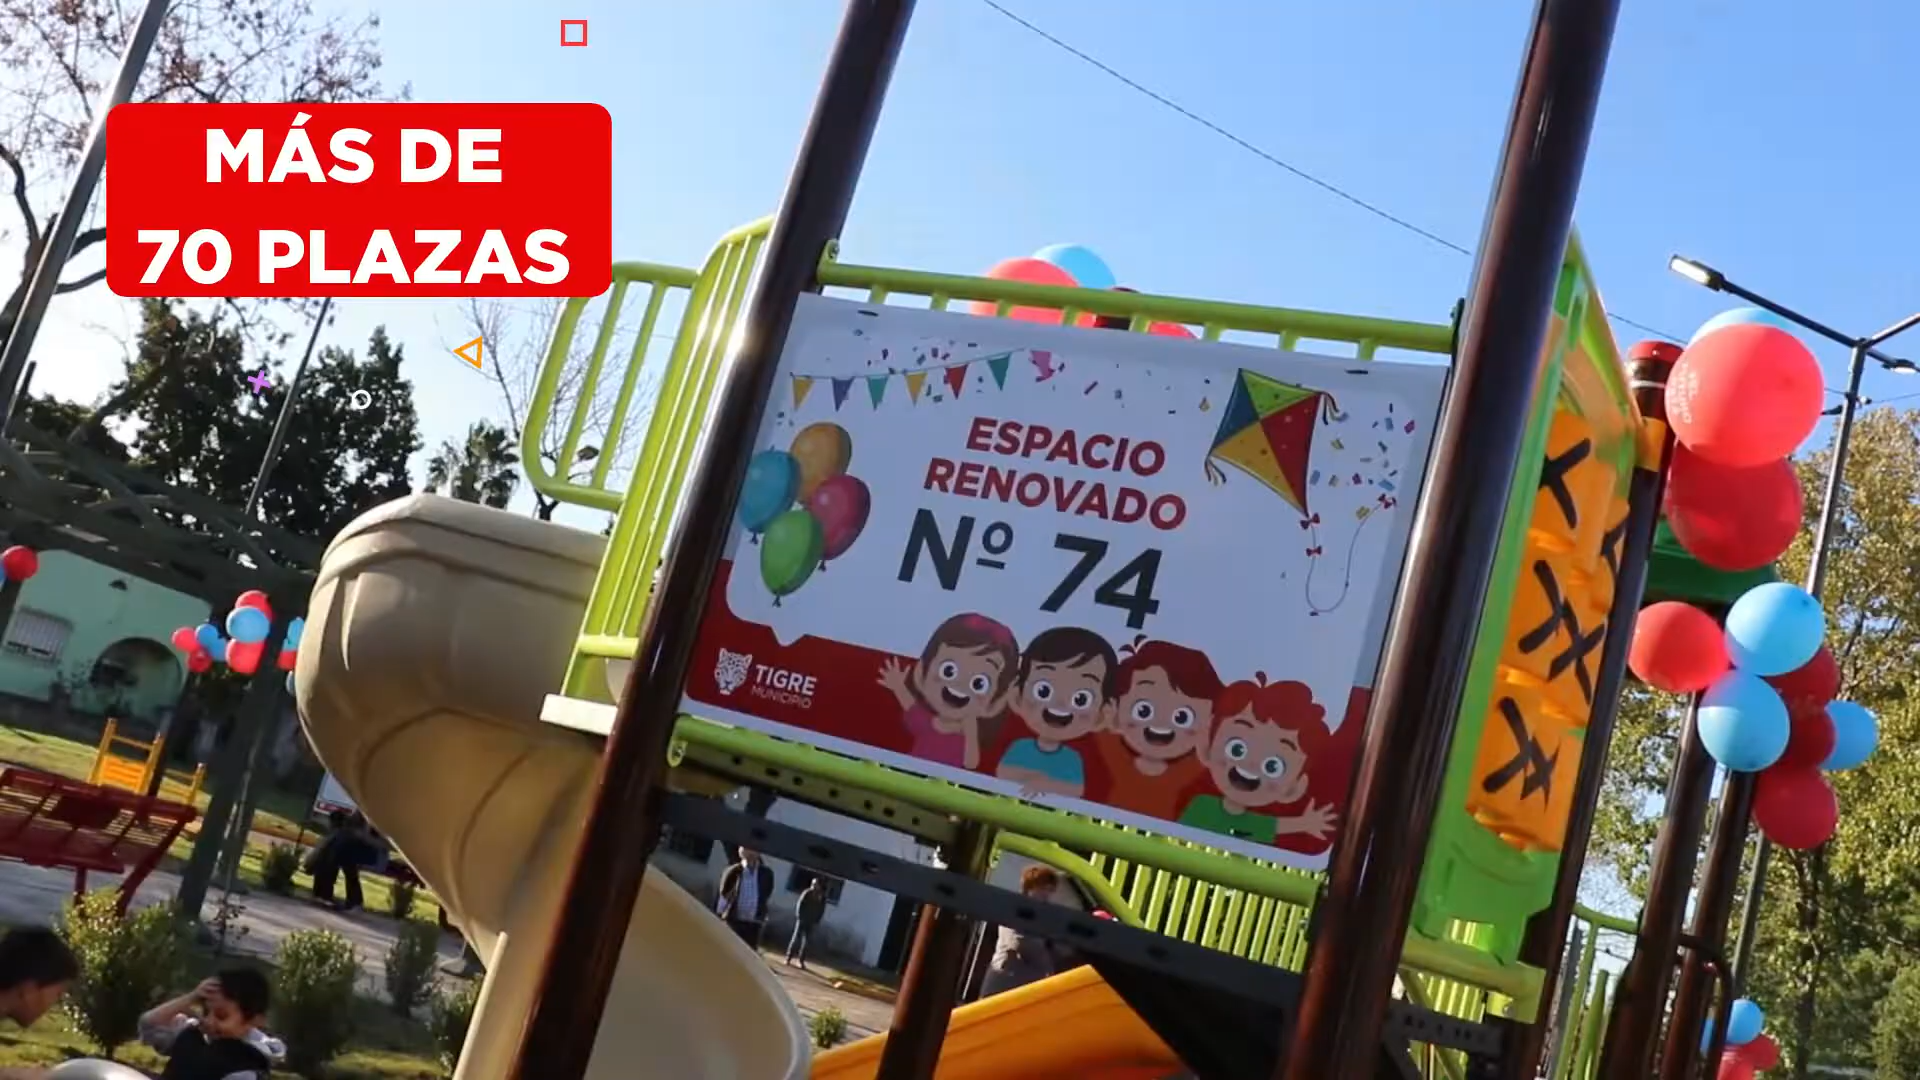 MÁS DE
70 PLAZAS
ESPACIO
RENOVADO
Nº 74
TIGRE
MUNICIPIO